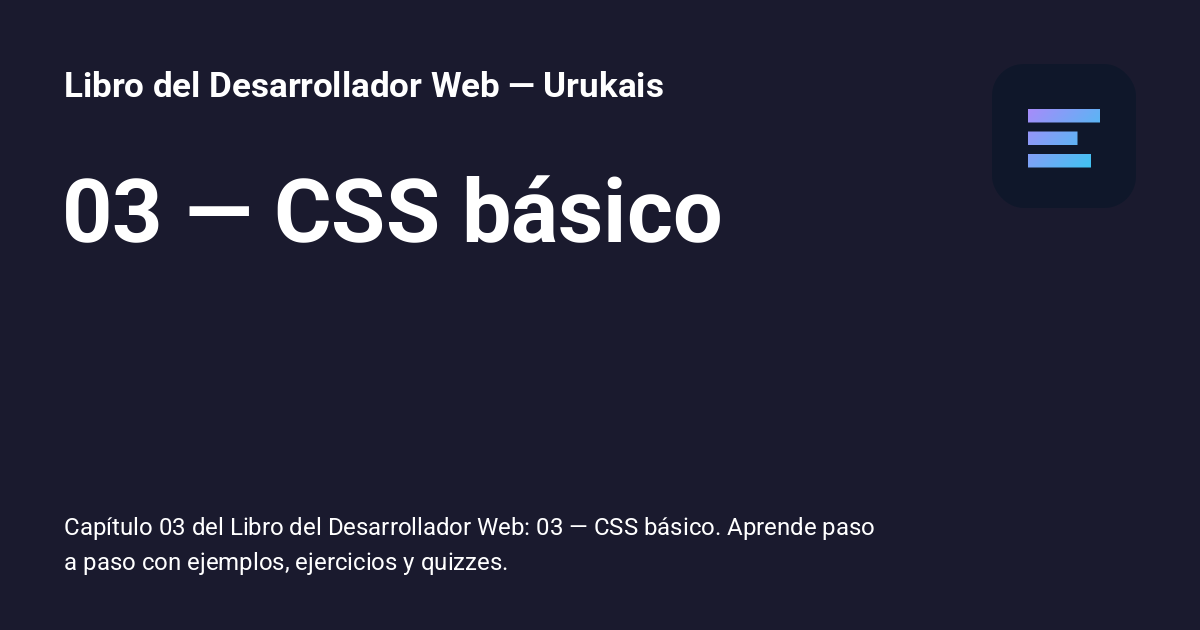 Libro del Desarrollador Web — Urukais
03 — CSS básico
Capítulo 03 del Libro del Desarrollador Web: 03 — CSS básico. Aprende paso
a paso con ejemplos, ejercicios y quizzes.